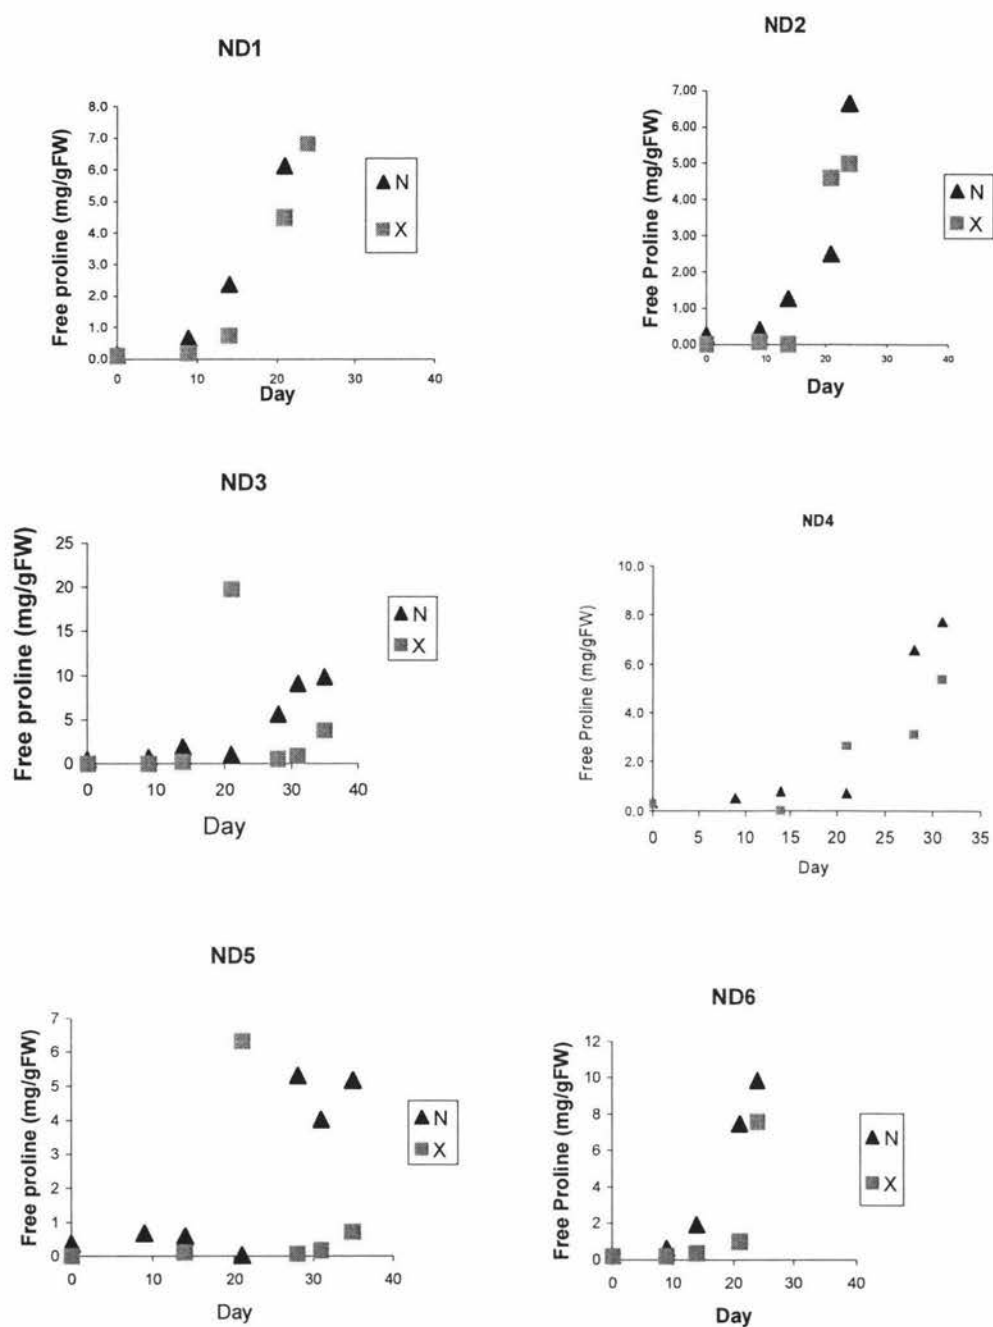 ND1
Free proline (mg/gFW)
8.0
7.0
6.0
5.0
4.0
3.0
2.0
1.0
0.0
0
10
20
30
40
Day
N
X
ND2
Free Proline (mg/gFW)
7.00
6.00
5.00
4.00
3.00
2.00
1.00
0.00
0
10
20
30
40
Day
N
X
ND3
Free proline (mg/gFW)
25
20
15
10
5
0
0
10
20
30
40
Day
N
X
ND4
Free Proline (mg/gFW)
10.0
8.0
6.0
4.0
2.0
0.0
0
5
10
15
20
25
30
35
Day
ND5
Free proline (mg/gFW)
7
6
5
4
3
2
1
0
0
10
20
30
40
Day
N
X
ND6
Free Proline (mg/gFW)
12
10
8
6
4
2
0
0
10
20
30
40
Day
N
X